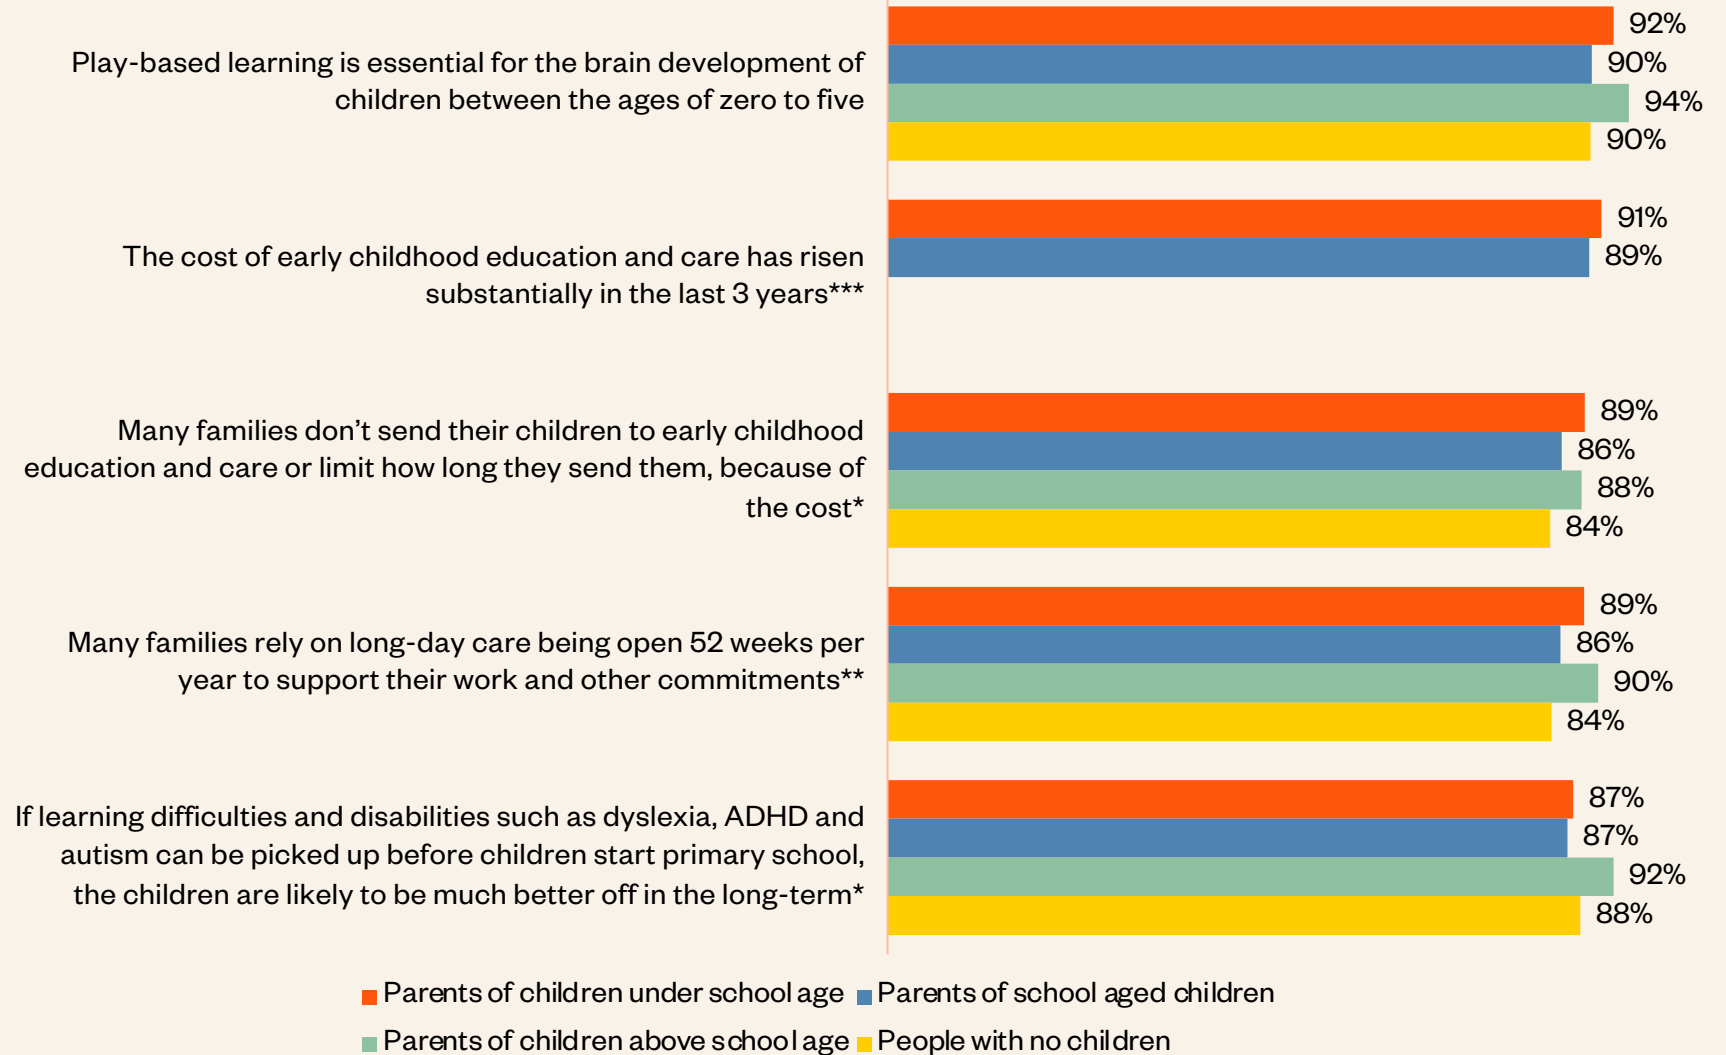 Play-based learning is essential for the brain development of
children between the ages of zero to five
92%
90%
94%
90%
The cost of early childhood education and care has risen
substantially in the last 3 years***
91%
89%
Many families don’t send their children to early childhood
education and care or limit how long they send them, because of
the cost*
89%
86%
88%
84%
Many families rely on long-day care being open 52 weeks per
year to support their work and other commitments**
89%
86%
90%
84%
If learning difficulties and disabilities such as dyslexia, ADHD and
autism can be picked up before children start primary school,
the children are likely to be much better off in the long-term*
87%
87%
92%
88%
Parents of children under school age Parents of school aged children
Parents of children above school age People with no children